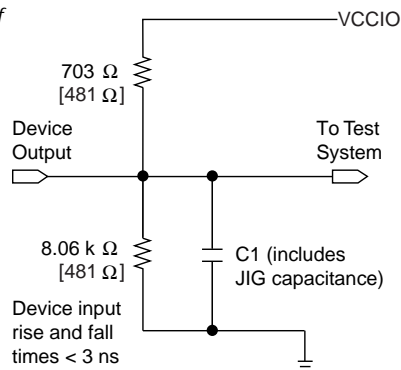 f
VCCIO
703 Ω
[481 Ω]
Device
Output
To Test
System
8.06 k Ω
[481 Ω]
C1 (includes
JIG capacitance)
Device input
rise and fall
times < 3 ns